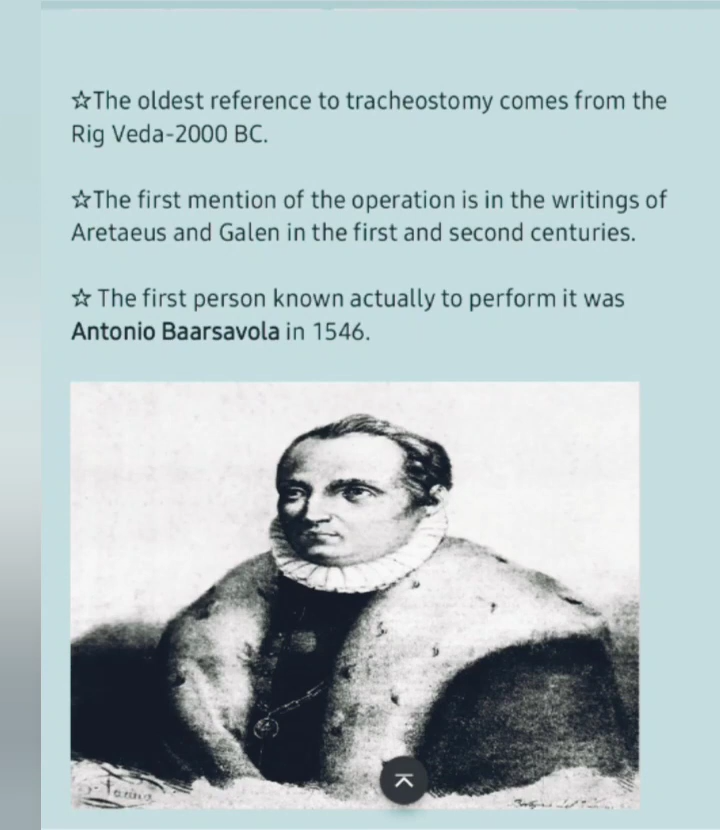 ☆The oldest reference to tracheostomy comes from the
Rig Veda-2000 BC.
☆The first mention of the operation is in the writings of
Aretaeus and Galen in the first and second centuries.
☆ The first person known actually to perform it was
Antonio Baarsavola in 1546.